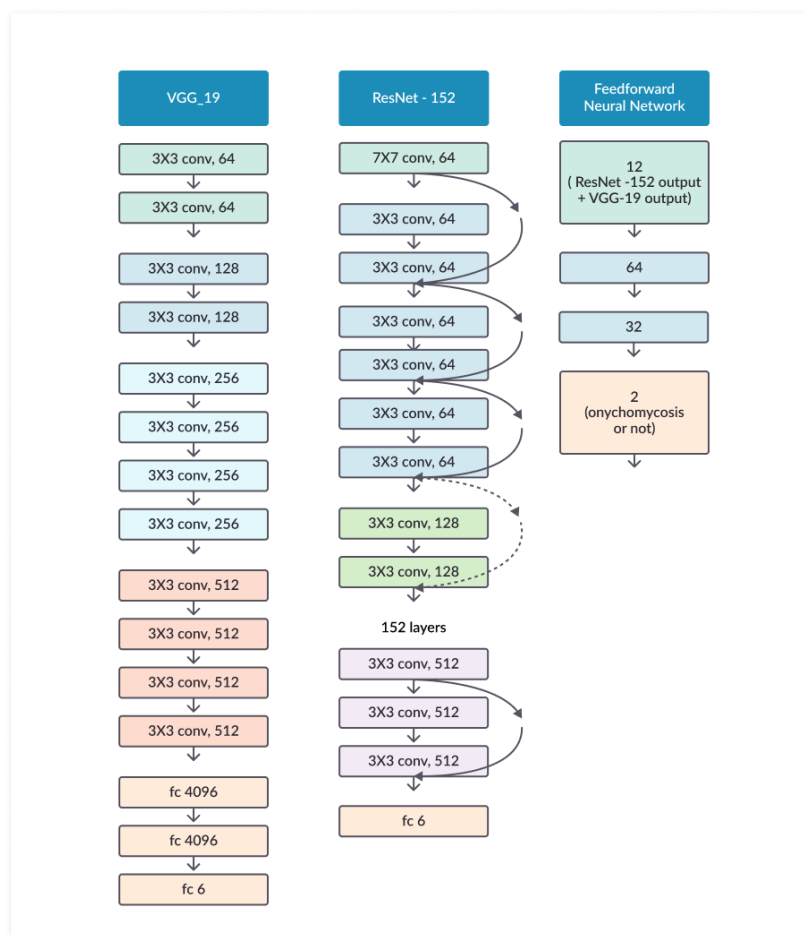 VGG_19
3X3 conv, 64
3X3 conv, 64
3X3 conv, 128
3X3 conv, 128
3X3 conv, 256
3X3 conv, 256
3X3 conv, 256
3X3 conv, 256
3X3 conv, 512
3X3 conv, 512
3X3 conv, 512
3X3 conv, 512
fc 4096
fc 4096
fc 6
ResNet - 152
7X7 conv, 64
3X3 conv, 64
3X3 conv, 64
3X3 conv, 64
3X3 conv, 64
3X3 conv, 64
3X3 conv, 64
3X3 conv, 128
3X3 conv, 128
152 layers
3X3 conv, 512
3X3 conv, 512
3X3 conv, 512
fc 6
Feedforward
Neural Network
12
( ResNet -152 output
+ VGG-19 output)
64
32
2
(onychomycosis
or not)